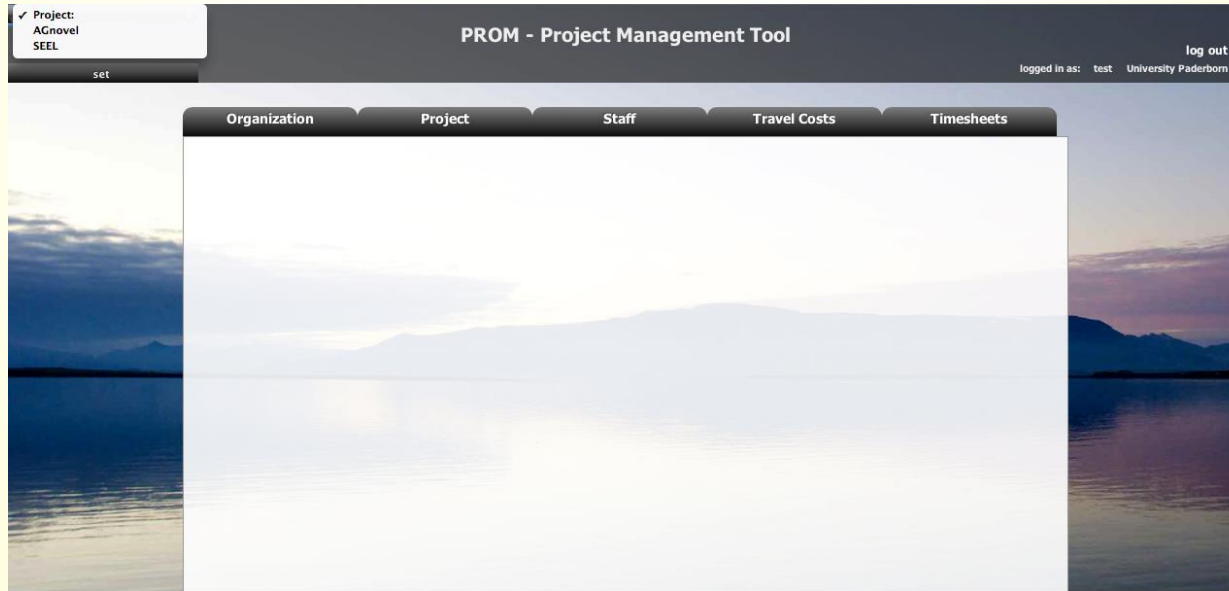 ✓ Project:
AGnovel
SEEL
set
PROM - Project Management Tool
log out
logged in as: test University Paderborn
Organization Project Staff Travel Costs Timesheets